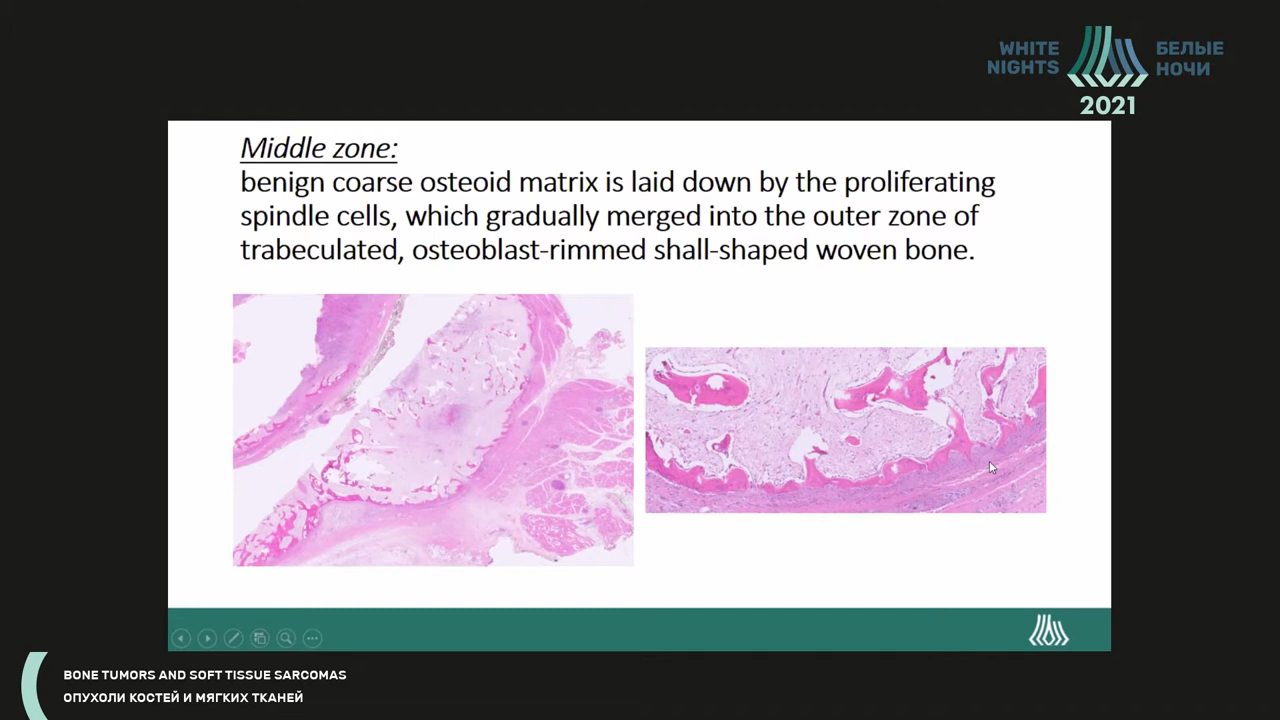 WHITE
NIGHTS
БЕЛЫЕ
НОЧИ
2021
Middle zone:
benign coarse osteoid matrix is laid down by the proliferating
spindle cells, which gradually merged into the outer zone of
trabeculated, osteoblast-rimmed shall-shaped woven bone.
BONE TUMORS AND SOFT TISSUE SARCOMAS
ОПУХОЛИ КОСТЕЙ И МЯГКИХ ТКАНЕЙ